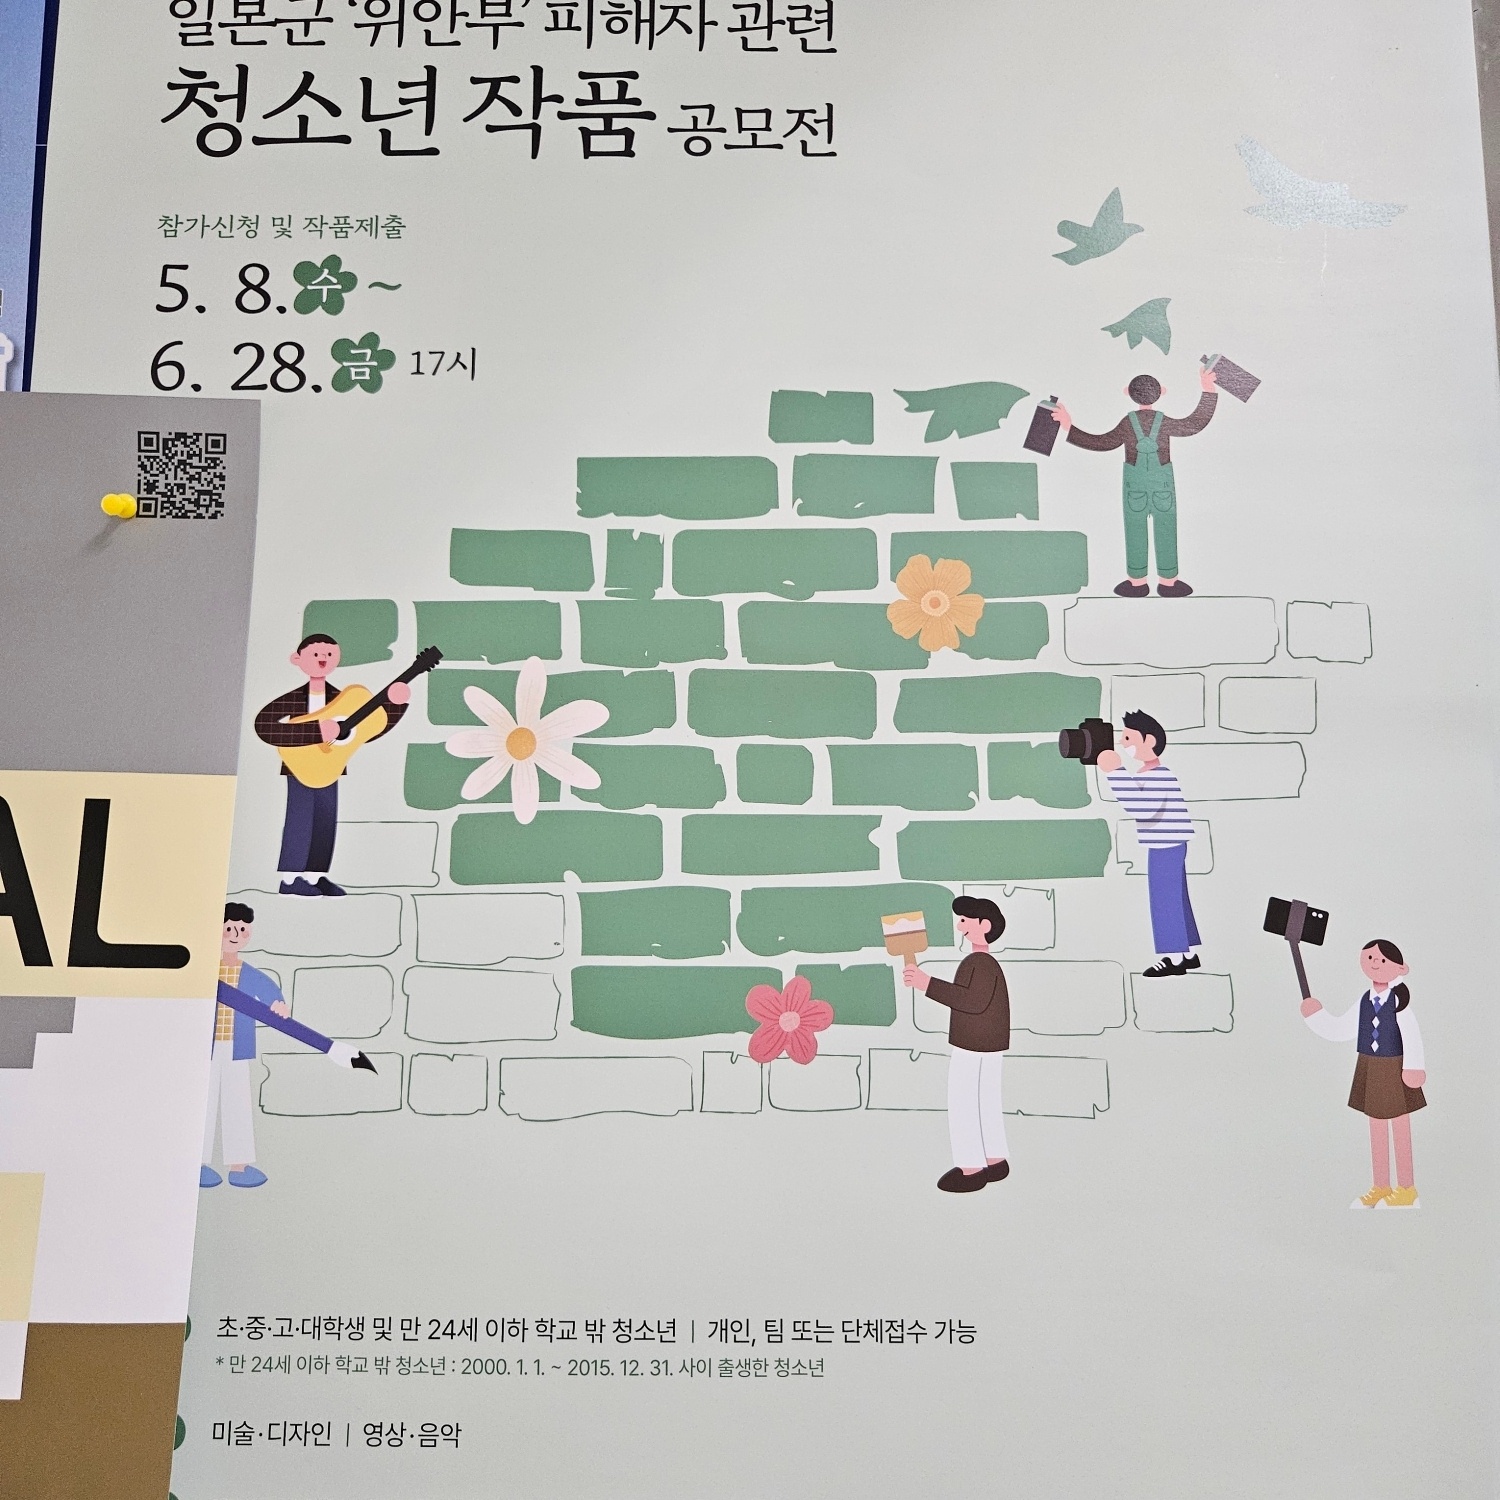 일본군 '위안부' 피해자 관련
청소년 작품 공모전
참가신청 및 작품제출
5. 8. 수 ~
6. 28. 금 17시
AL
초·중·고·대학생 및 만 24세 이하 학교 밖 청소년 | 개인, 팀 또는 단체접수 가능
* 만 24세 이하 학교 밖 청소년 : 2000. 1. 1. ~ 2015. 12. 31. 사이 출생한 청소년
미술·디자인 | 영상·음악